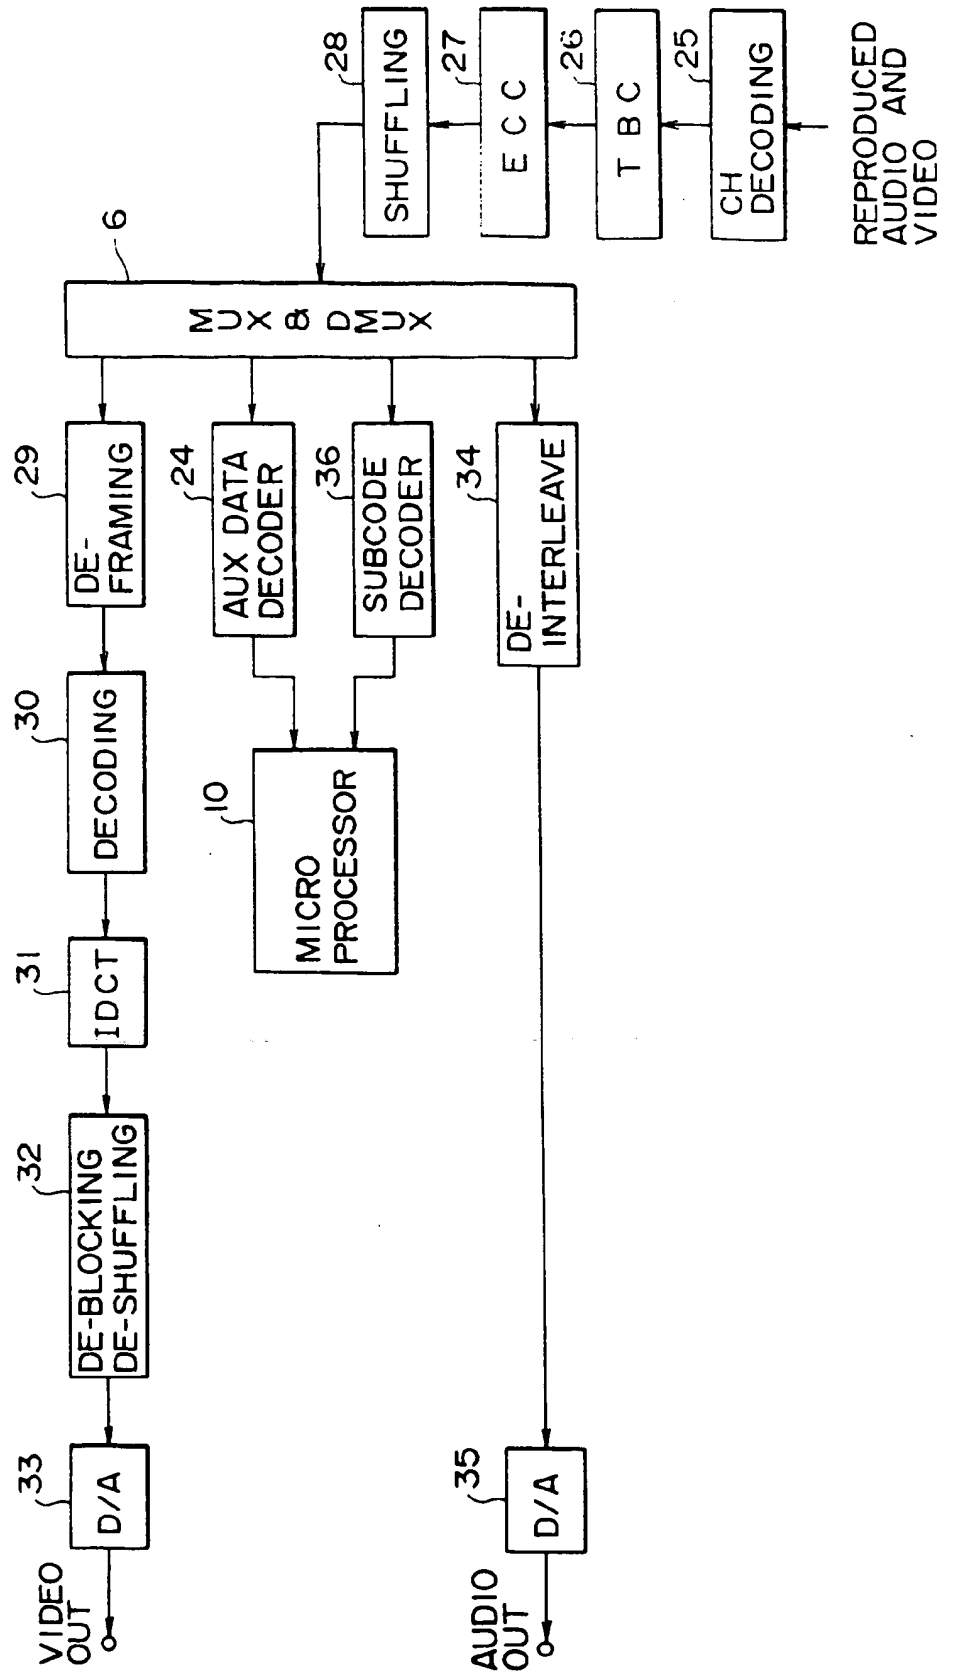 REPRODUCED
AUDIO AND
VIDEO
25
CH
DECODING
26
T B C
27
E C C
28
SHUFFLING
6
MUX & DMUX
29
DE-
FRAMING
30
DECODING
31
IDCT
32
DE-BLOCKING
DE-SHUFFLING
33
D/A
VIDEO
OUT
24
AUX DATA
DECODER
36
SUBCODE
DECODER
10
MICRO
PROCESSOR
34
DE-
INTERLEAVE
35
D/A
AUDIO
OUT